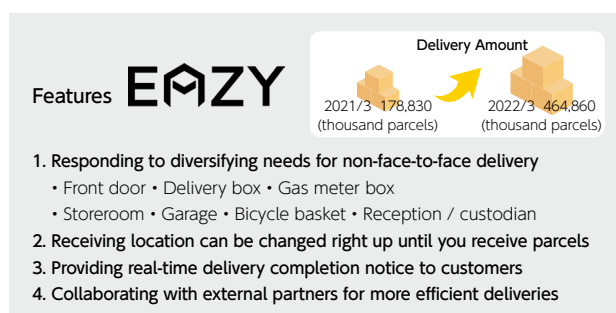 Features EAZY
Delivery Amount
2021/3 178,830
(thousand parcels)
2022/3 464,860
(thousand parcels)
1. Responding to diversifying needs for non-face-to-face delivery
・Front door・Delivery box・Gas meter box
・Storeroom・Garage・Bicycle basket・Reception / custodian
2. Receiving location can be changed right up until you receive parcels
3. Providing real-time delivery completion notice to customers
4. Collaborating with external partners for more efficient deliveries